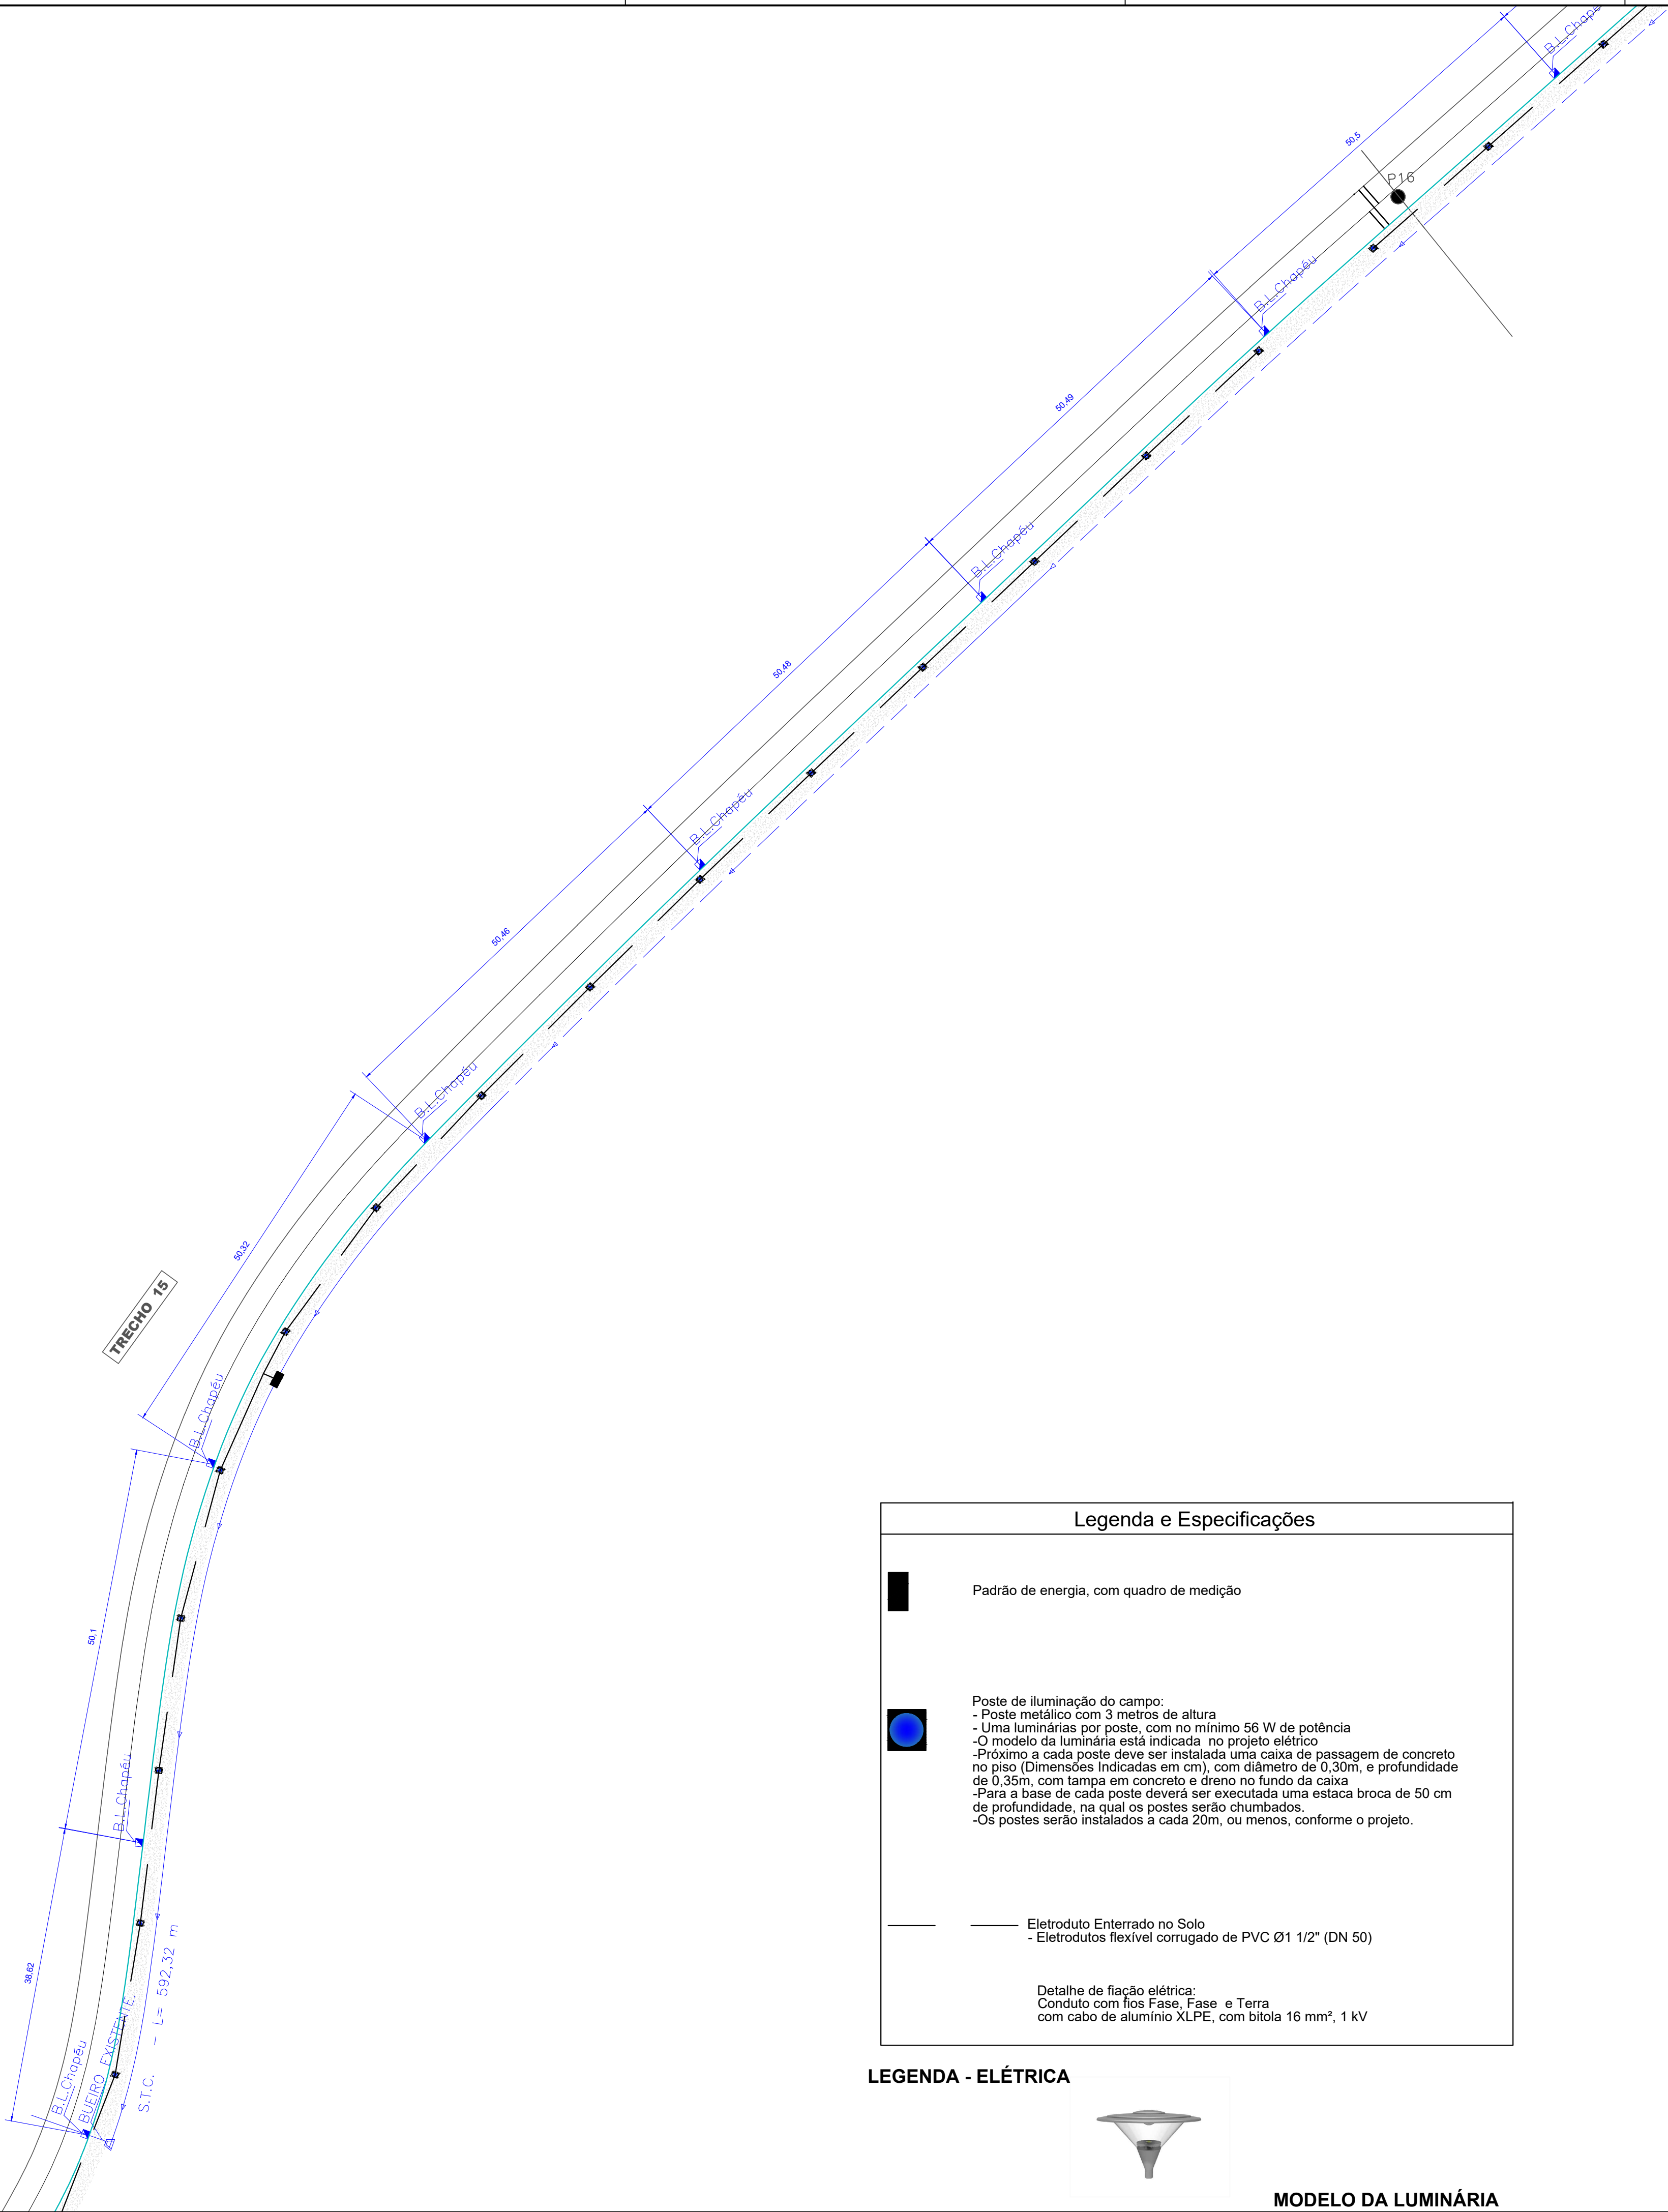 B.L.Chapéu
50,5
P16
B.L.Chapéu
50,49
B.L.Chapéu
50,48
B.L.Chapéu
50,46
B.L.Chapéu
50,32
TRECHO 15
B.L.Chapéu
50,1
B.L.Chapéu
38,62
S.T.C. - L= 592,32 m
BUEIRO EXISTENTE.
B.L.Chapéu
Legenda e Especificações
Padrão de energia, com quadro de medição
Poste de iluminação do campo:
- Poste metálico com 3 metros de altura
- Uma luminárias por poste, com no mínimo 56 W de potência
-O modelo da luminária está indicada no projeto elétrico
-Próximo a cada poste deve ser instalada uma caixa de passagem de concreto
no piso (Dimensões Indicadas em cm), com diâmetro de 0,30m, e profundidade
de 0,35m, com tampa em concreto e dreno no fundo da caixa
-Para a base de cada poste deverá ser executada uma estaca broca de 50 cm
de profundidade, na qual os postes serão chumbados.
-Os postes serão instalados a cada 20m, ou menos, conforme o projeto.
Eletroduto Enterrado no Solo
- Eletrodutos flexível corrugado de PVC Ø1 1/2" (DN 50)
Detalhe de fiação elétrica:
Conduto com fios Fase, Fase e Terra
com cabo de alumínio XLPE, com bitola 16 mm², 1 kV
LEGENDA - ELÉTRICA
MODELO DA LUMINÁRIA